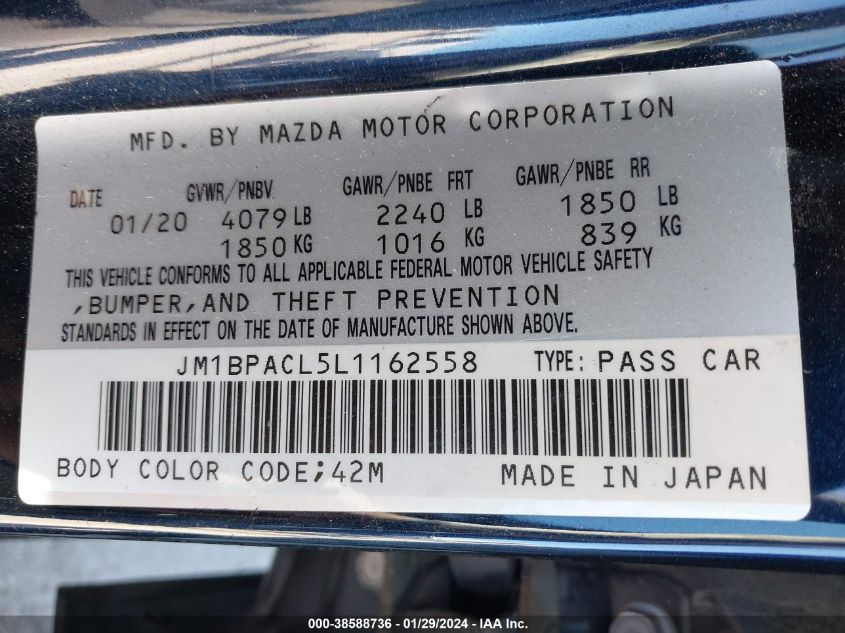 MFD. BY MAZDA MOTOR CORPORATION
DATE GVWR/PNBV GAWR/PNBE FRT GAWR/PNBE RR
01/20 4079 LB 2240 LB 1850 LB
1850 KG 1016 KG 839 KG
THIS VEHICLE CONFORMS TO ALL APPLICABLE FEDERAL MOTOR VEHICLE SAFETY
,BUMPER,AND THEFT PREVENTION
STANDARDS IN EFFECT ON THE DATE OF MANUFACTURE SHOWN ABOVE.
JM1BPACL5L1162558 TYPE: PASS CAR
BODY COLOR CODE;42M MADE IN JAPAN
000-38588736 - 01/29/2024 - IAA Inc.